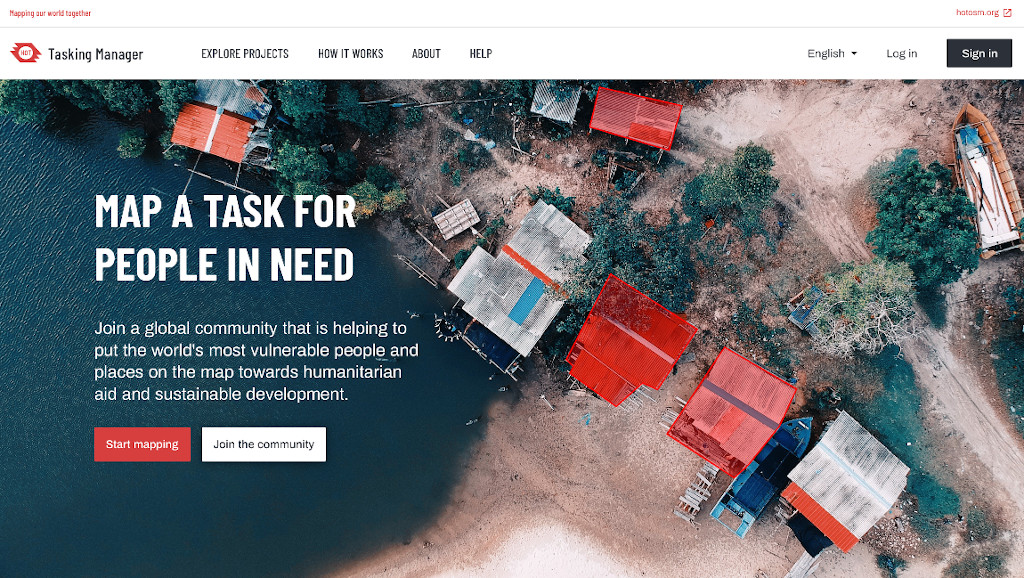 Mapping our world together
hotosm.org
HOT
Tasking Manager
EXPLORE PROJECTS
HOW IT WORKS
ABOUT
HELP
English
Log in
Sign in
MAP A TASK FOR
PEOPLE IN NEED
Join a global community that is helping to
put the world's most vulnerable people and
places on the map towards humanitarian
aid and sustainable development.
Start mapping
Join the community